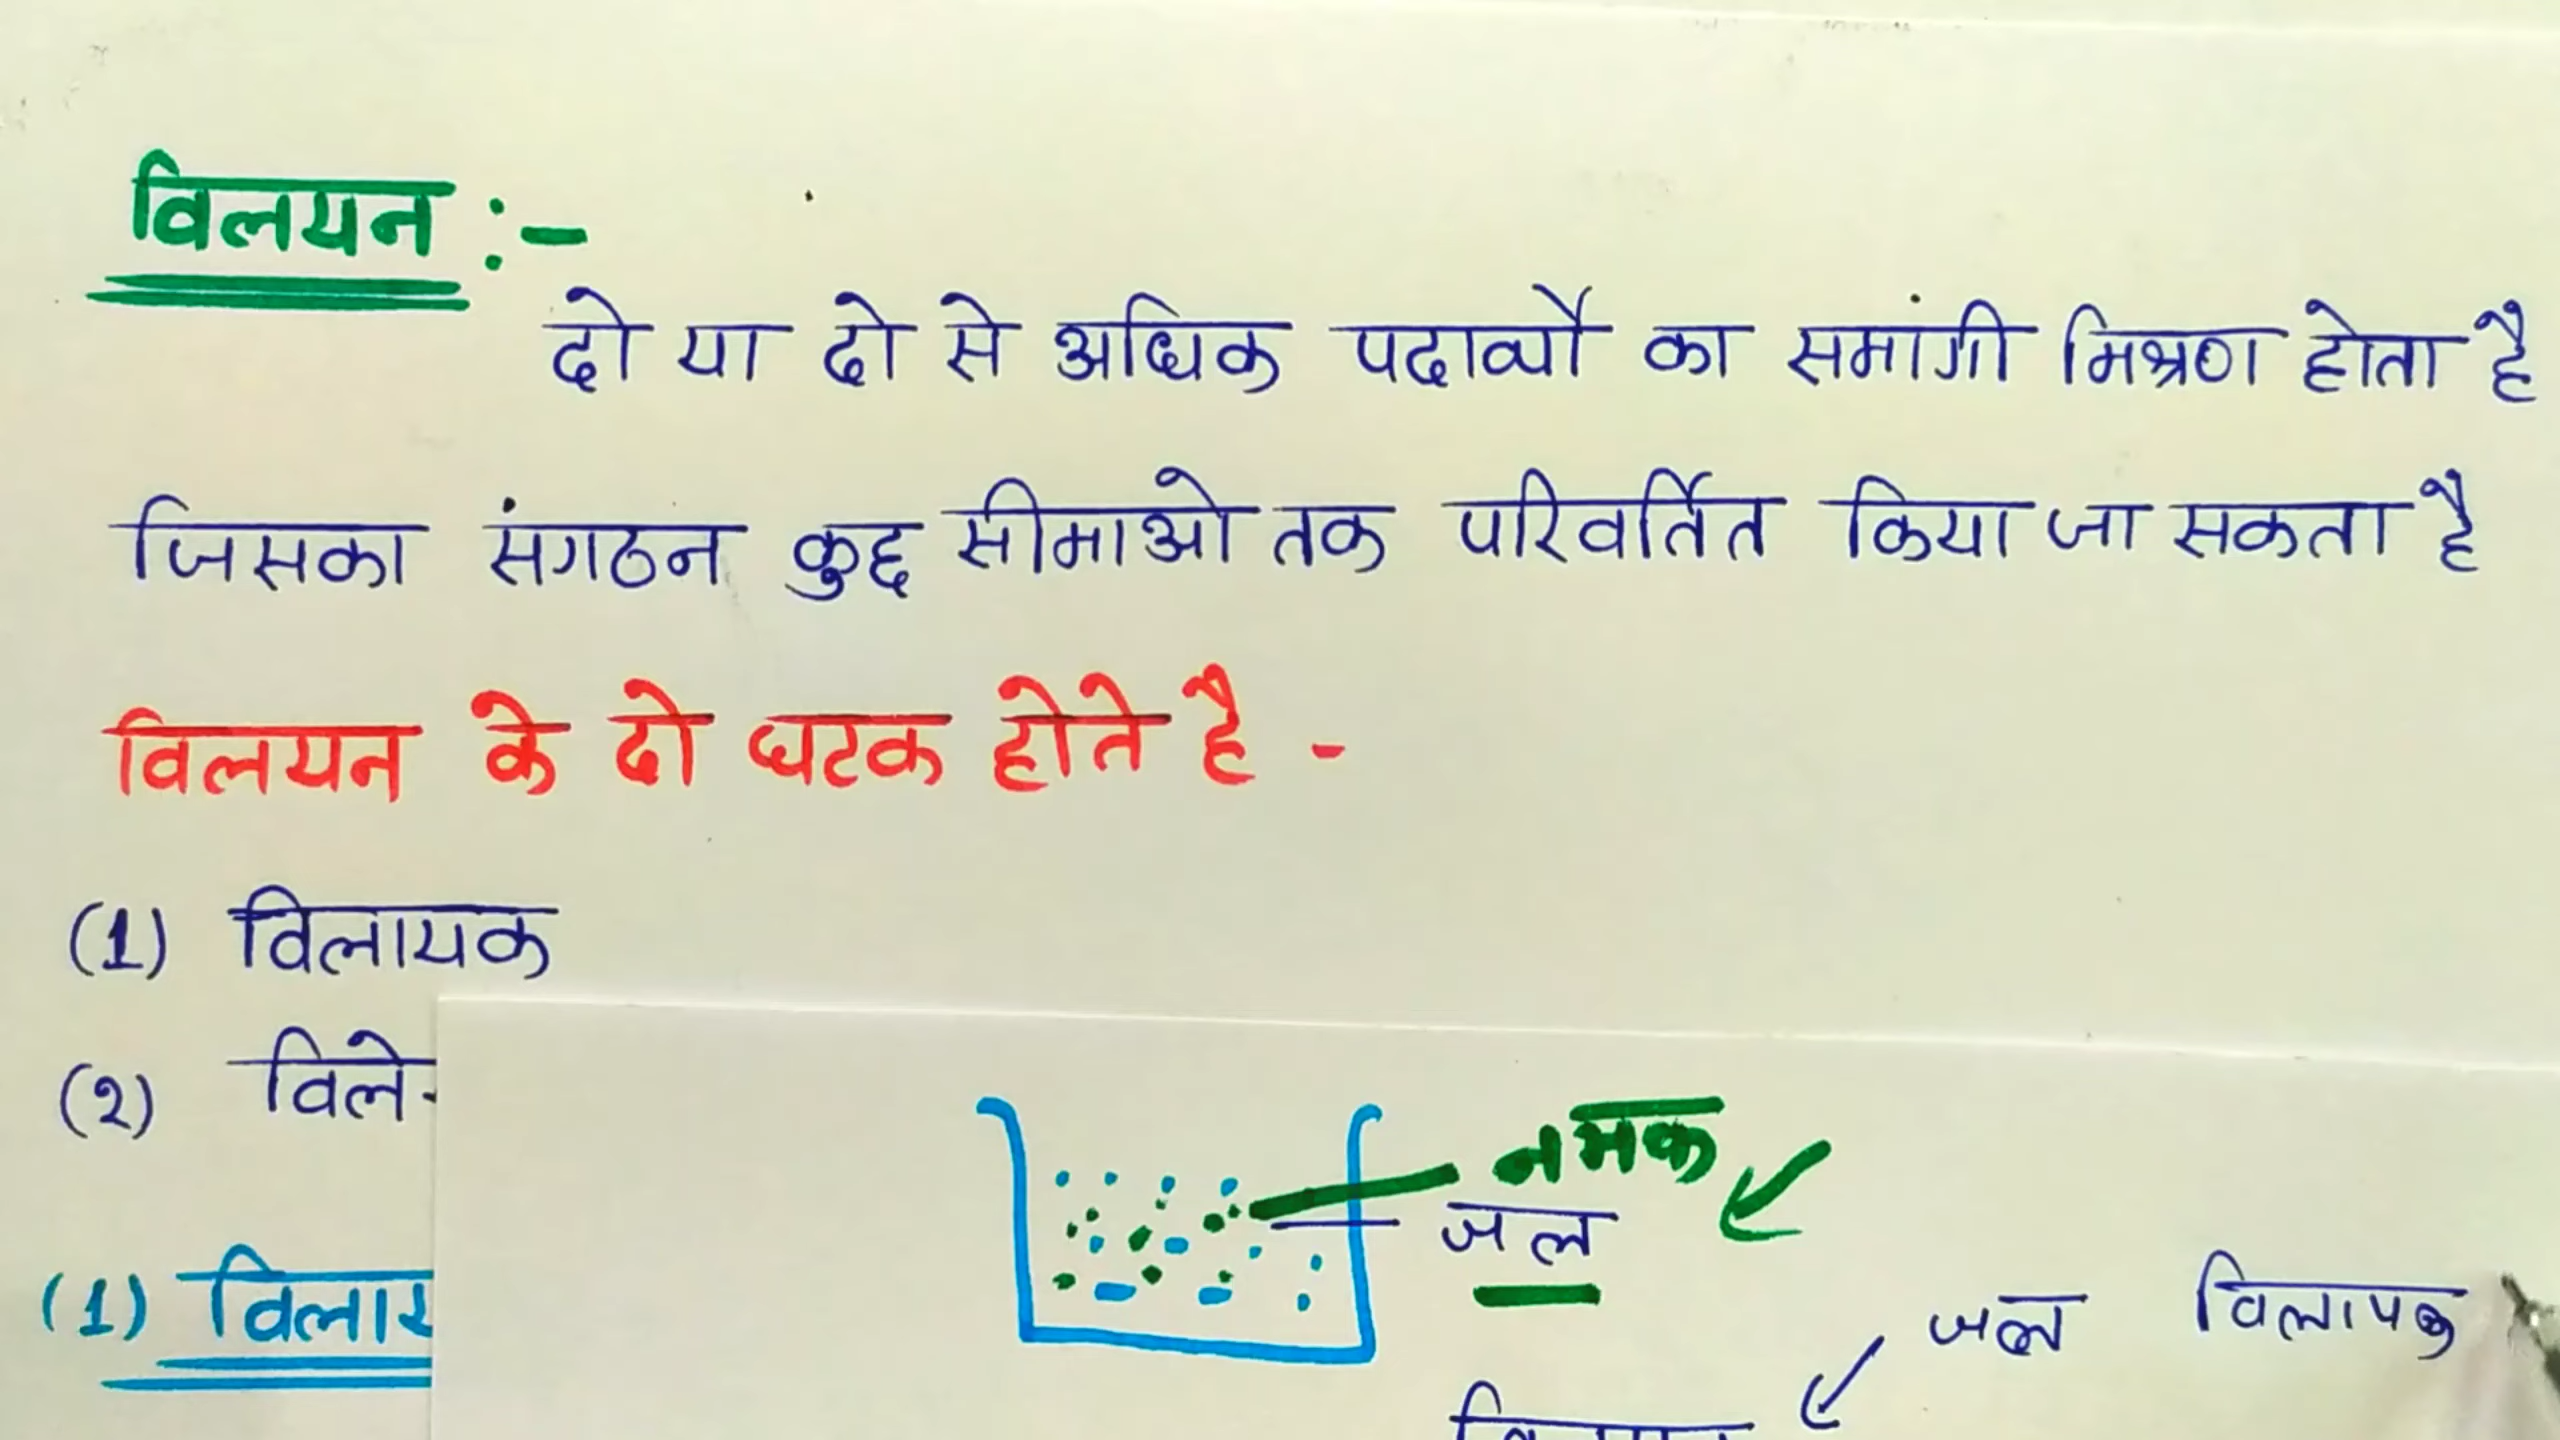 विलयन :-
दो या दो से अधिक पदार्थो का समांगी मिश्रण होता है
जिसका संगठन कुछ सीमाओ तक परिवर्तित किया जा सकता है
विलयन के दो घटक होते है -
(1) विलायक
(२) विले
नमक
जल
(1) विलाय
जल विलायक